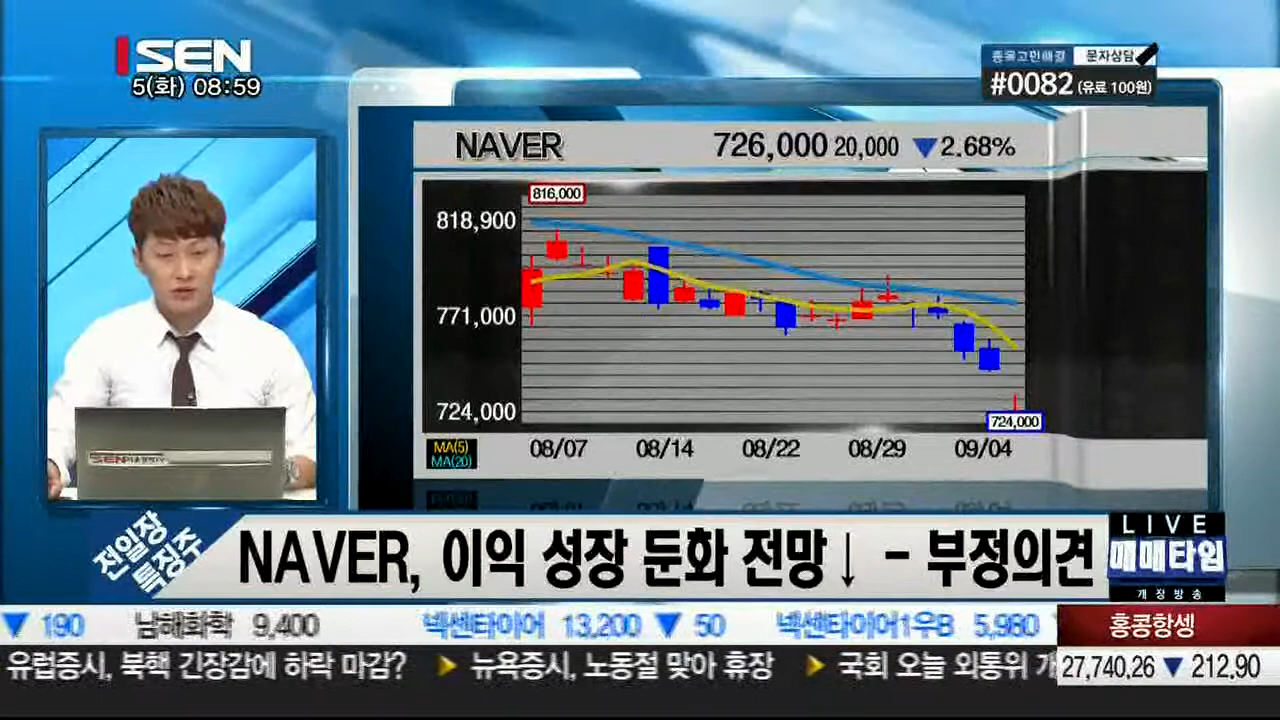 SEN
5(화) 08:59
종목고민해결 문자상담
#0082 (유료 100원)
NAVER 726,000 20,000 ▼2.68%
816,000
818,900
771,000
724,000
724,000
MA(5)
MA(20)
08/07 08/14 08/22 08/29 09/04
전일장
특징주
NAVER, 이익 성장 둔화 전망↓ - 부정의견
LIVE
매매타임
개장방송
▼ 190 남해화학 9,400 넥센타이어 13,200 ▼ 50 넥센타이어1우B 5,980
홍콩항셍
유럽증시, 북핵 긴장감에 하락 마감? ▶ 뉴욕증시, 노동절 맞아 휴장 ▶ 국회 오늘 외통위
27,740.26 ▼ 212.90